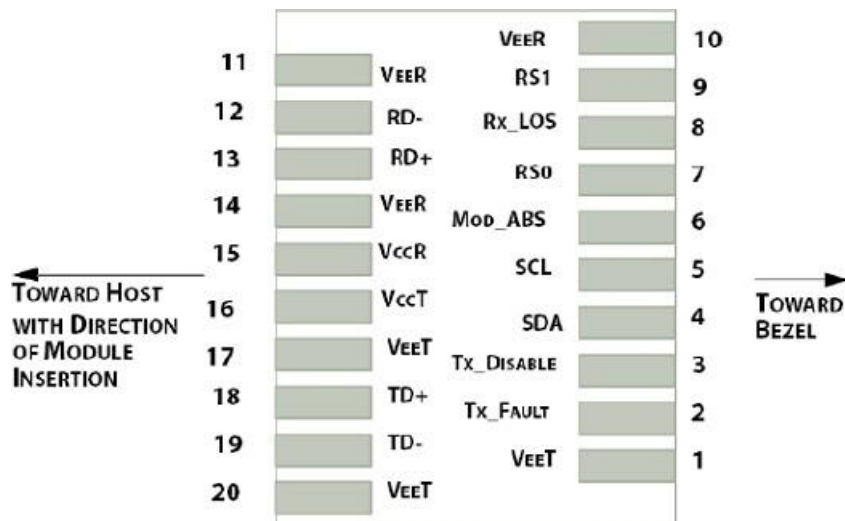 11 VEER
12 RD-
13 RD+
14 VEER
15 VCCR
16 VCCT
17 VEET
18 TD+
19 TD-
20 VEET
VEER 10
RS1 9
RX_LOS 8
RS0 7
MOD_ABS 6
SCL 5
SDA 4
TX_DISABLE 3
TX_FAULT 2
VEET 1
TOWARD HOST
WITH DIRECTION
OF MODULE
INSERTION
TOWARD
BEZEL